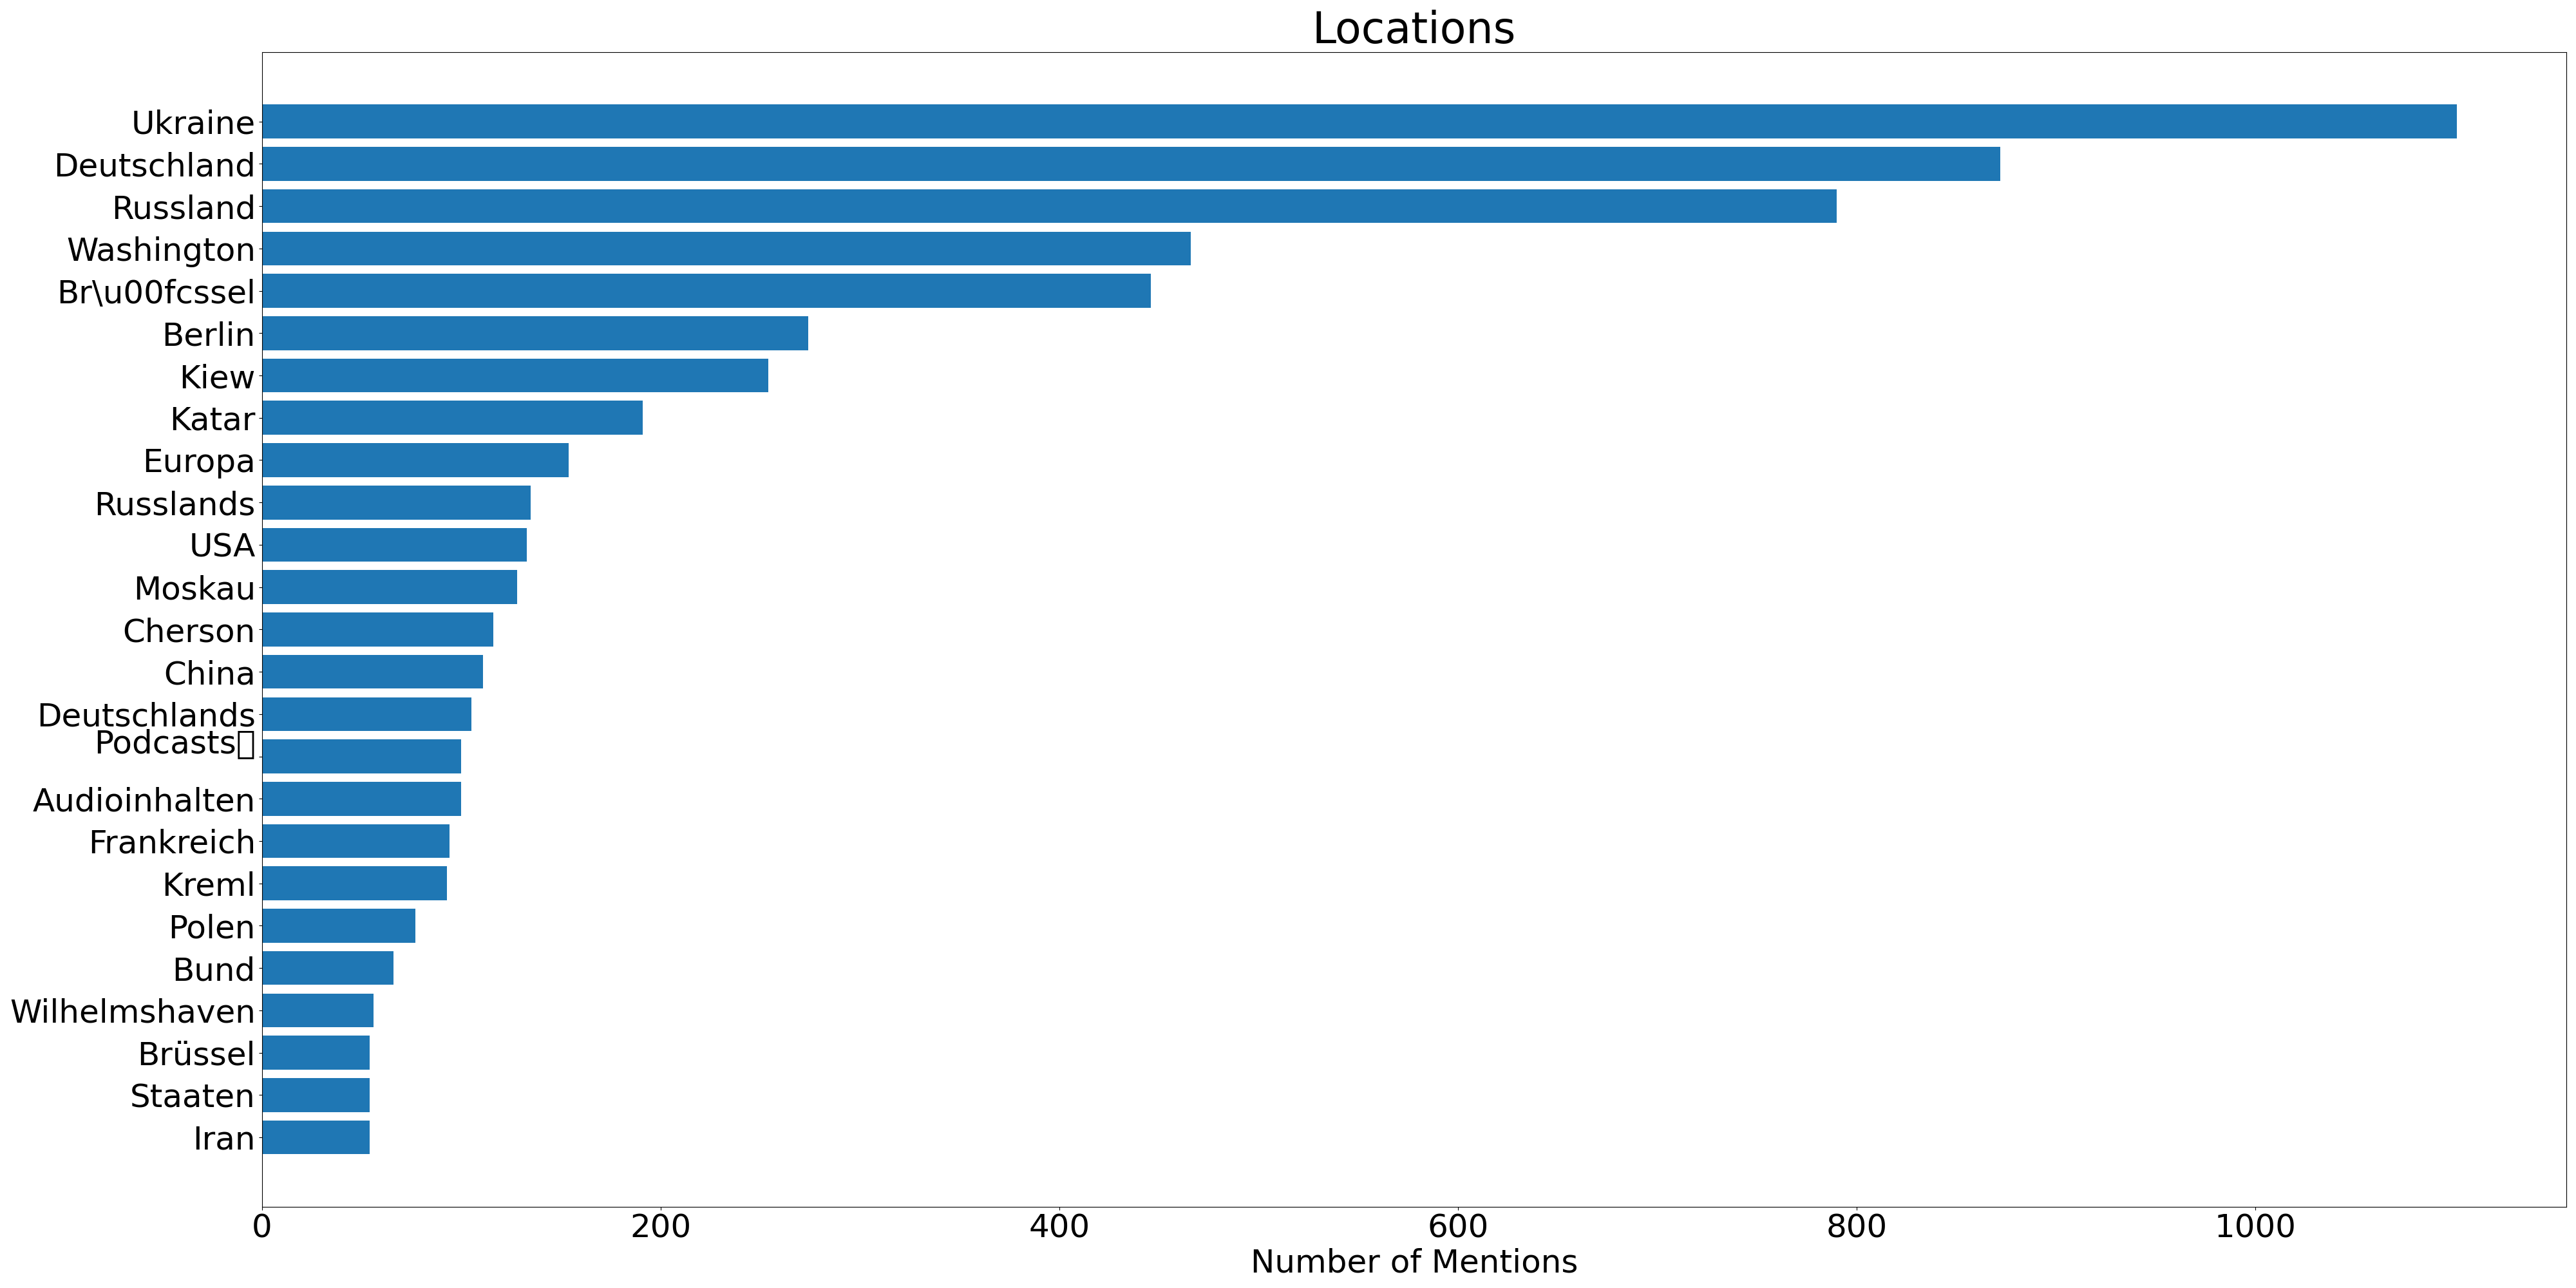 Locations
Ukraine
Deutschland
Russland
Washington
Br\u00fcssel
Berlin
Kiew
Katar
Europa
Russlands
USA
Moskau
Cherson
China
Deutschlands
Podcasts▯
Audioinhalten
Frankreich
Kreml
Polen
Bund
Wilhelmshaven
Brüssel
Staaten
Iran
0 200 400 600 800 1000
Number of Mentions